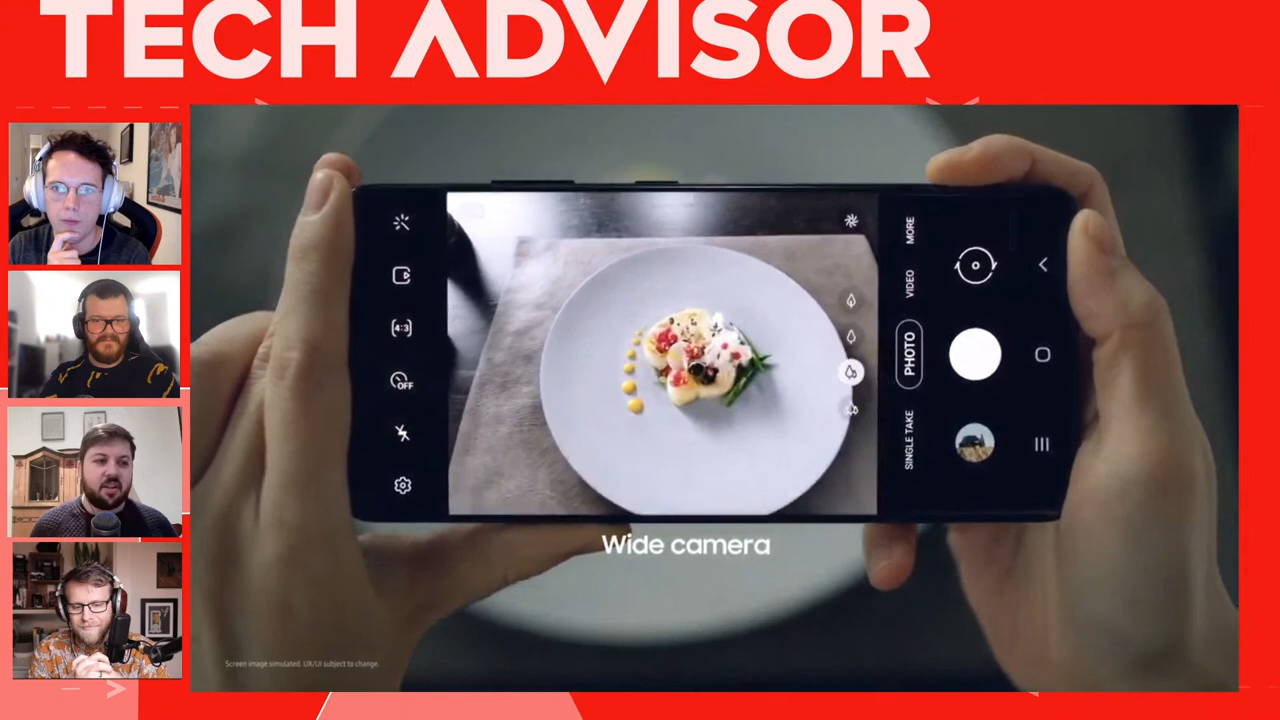 TECH ADVISOR
4:3
OFF
MORE
VIDEO
PHOTO
SINGLE TAKE
Wide camera
Screen image simulated. UX/UI subject to change.